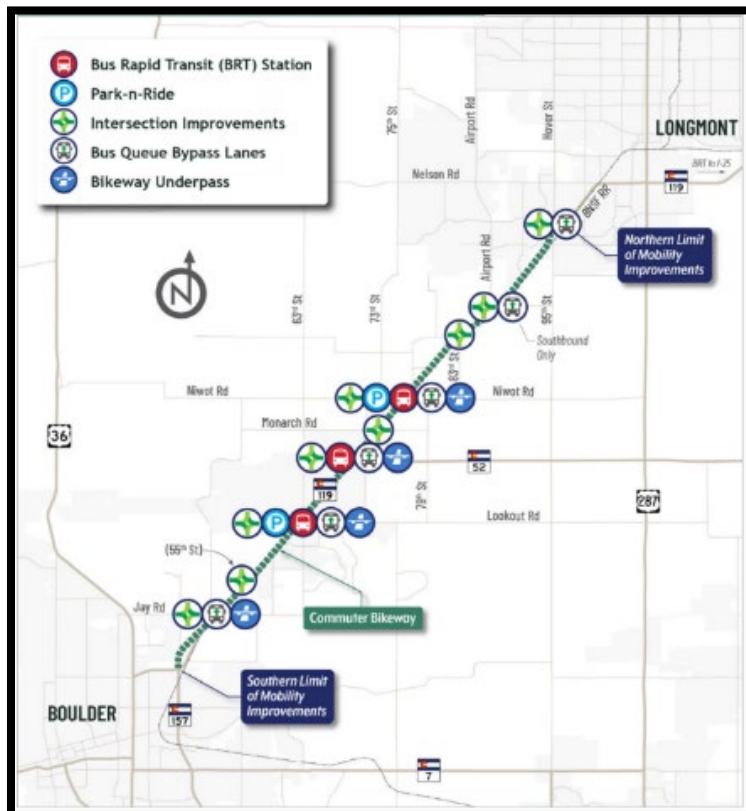 Bus Rapid Transit (BRT) Station
Park-n-Ride
Intersection Improvements
Bus Queue Bypass Lanes
Bikeway Underpass
75th St
Airport Rd
Hover St
LONGMONT
BRT to I-25
Nelson Rd
119
BNSF RR
Northern Limit
of Mobility
Improvements
N
Airport Rd
63rd St
73rd St
95th St
Southbound
Only
83rd St
Niwot Rd
Niwot Rd
Monarch Rd
36
52
119
79th St
287
Lookout Rd
(55th St)
Jay Rd
Commuter Bikeway
Southern Limit
of Mobility
Improvements
BOULDER
157
7